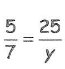 5/7 = 25/y